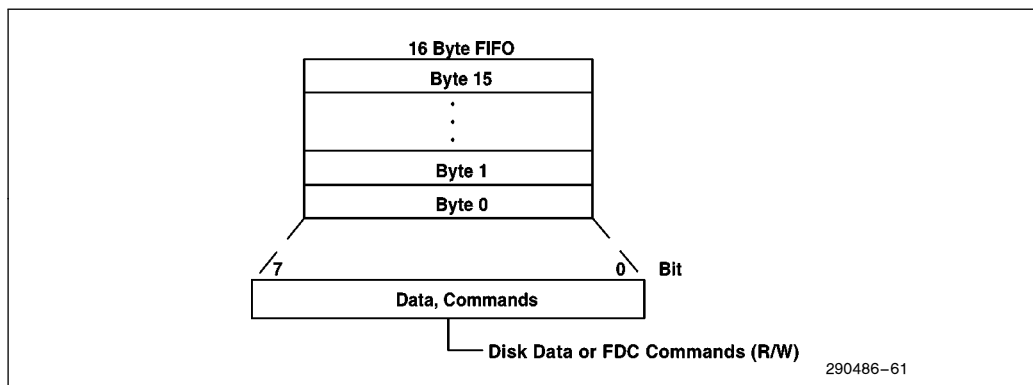 16 Byte FIFO
Byte 15
Byte 1
Byte 0
7 0 Bit
Data, Commands
Disk Data or FDC Commands (R/W)
290486–61